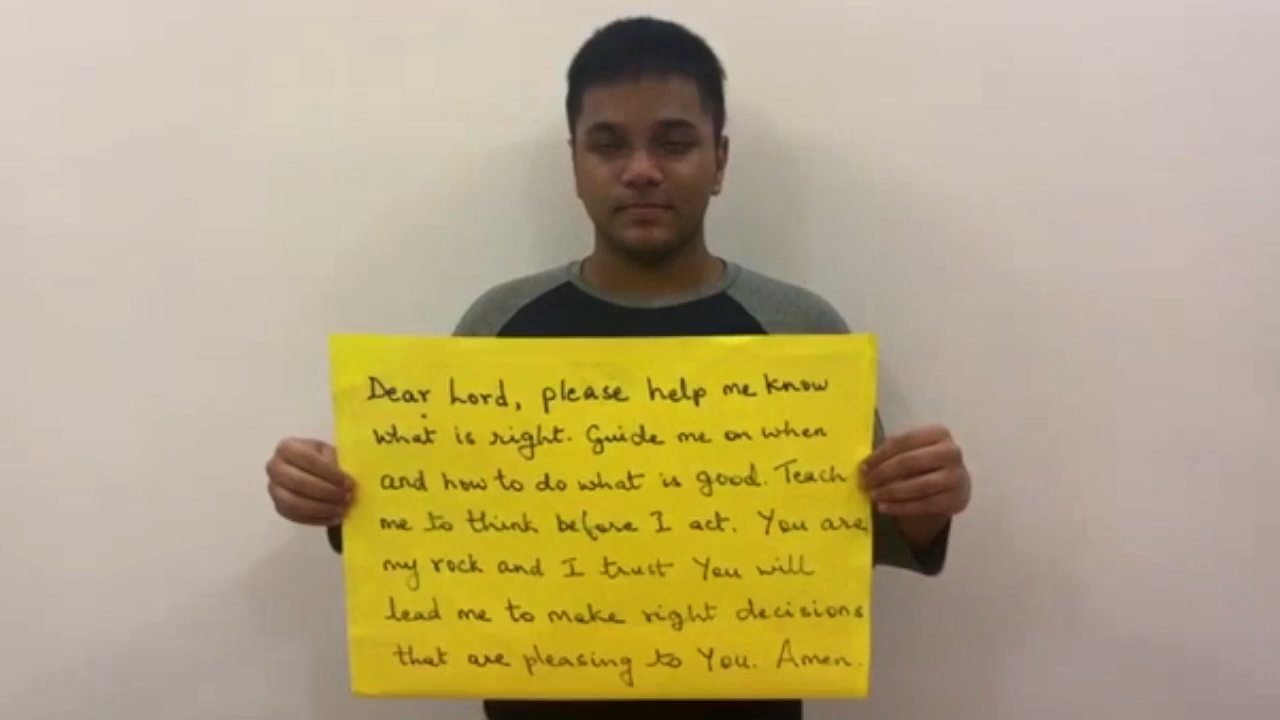 Dear Lord, please help me know
what is right. Guide me on when
and how to do what is good. Teach
me to think before I act. You are
my rock and I trust You will
lead me to make right decisions
that are pleasing to You. Amen.